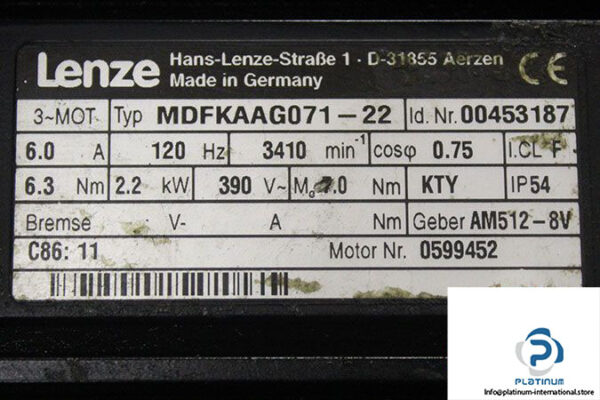 Lenze
Hans-Lenze-Straße 1 · D-31855 Aerzen
Made in Germany
CE
3~MOT Typ MDFKAAG071-22 Id. Nr. 00453187
6.0 A 120 Hz 3410 min⁻¹ cosφ 0.75 I.CL F
6.3 Nm 2.2 kW 390 V~ M₀ 7.0 Nm KTY IP54
Bremse V- A Nm Geber AM512-8V
C86: 11 Motor Nr. 0599452
PLATINUM
Info@platinum-international.store